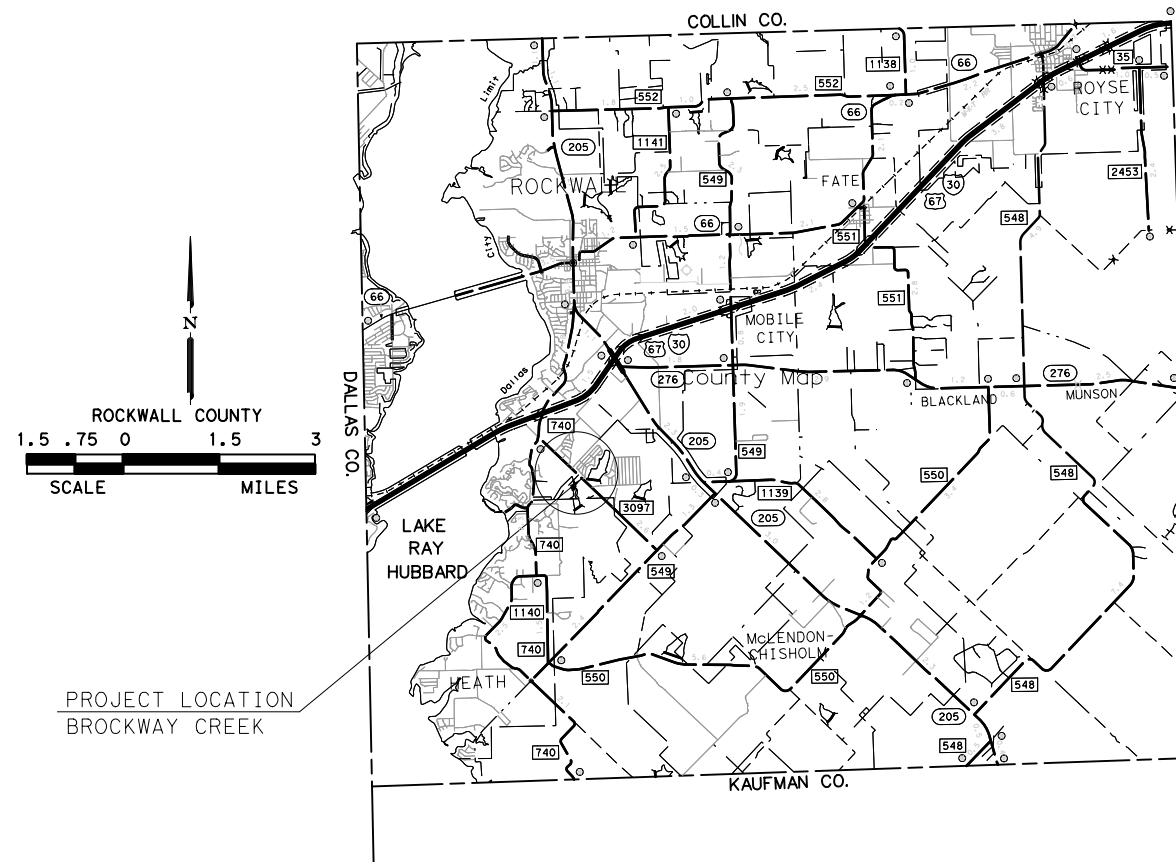 COLLIN CO.
Limit
1138
66
35
552
552
66
ROYSE
CITY
205
1141
549
ROCKWALL
FATE
2453
30
67
548
66
551
City
66
551
N
MOBILE
CITY
67
30
276
County Map
276
Dallas
BLACKLAND
MUNSON
DALLAS CO.
ROCKWALL COUNTY
1.5 .75 0 1.5 3
SCALE MILES
740
205
549
550
548
1139
3097
205
LAKE
RAY
HUBBARD
740
549
1140
740
McLENDON-
CHISHOLM
550
550
HEATH
548
PROJECT LOCATION
BROCKWAY CREEK
205
740
548
KAUFMAN CO.